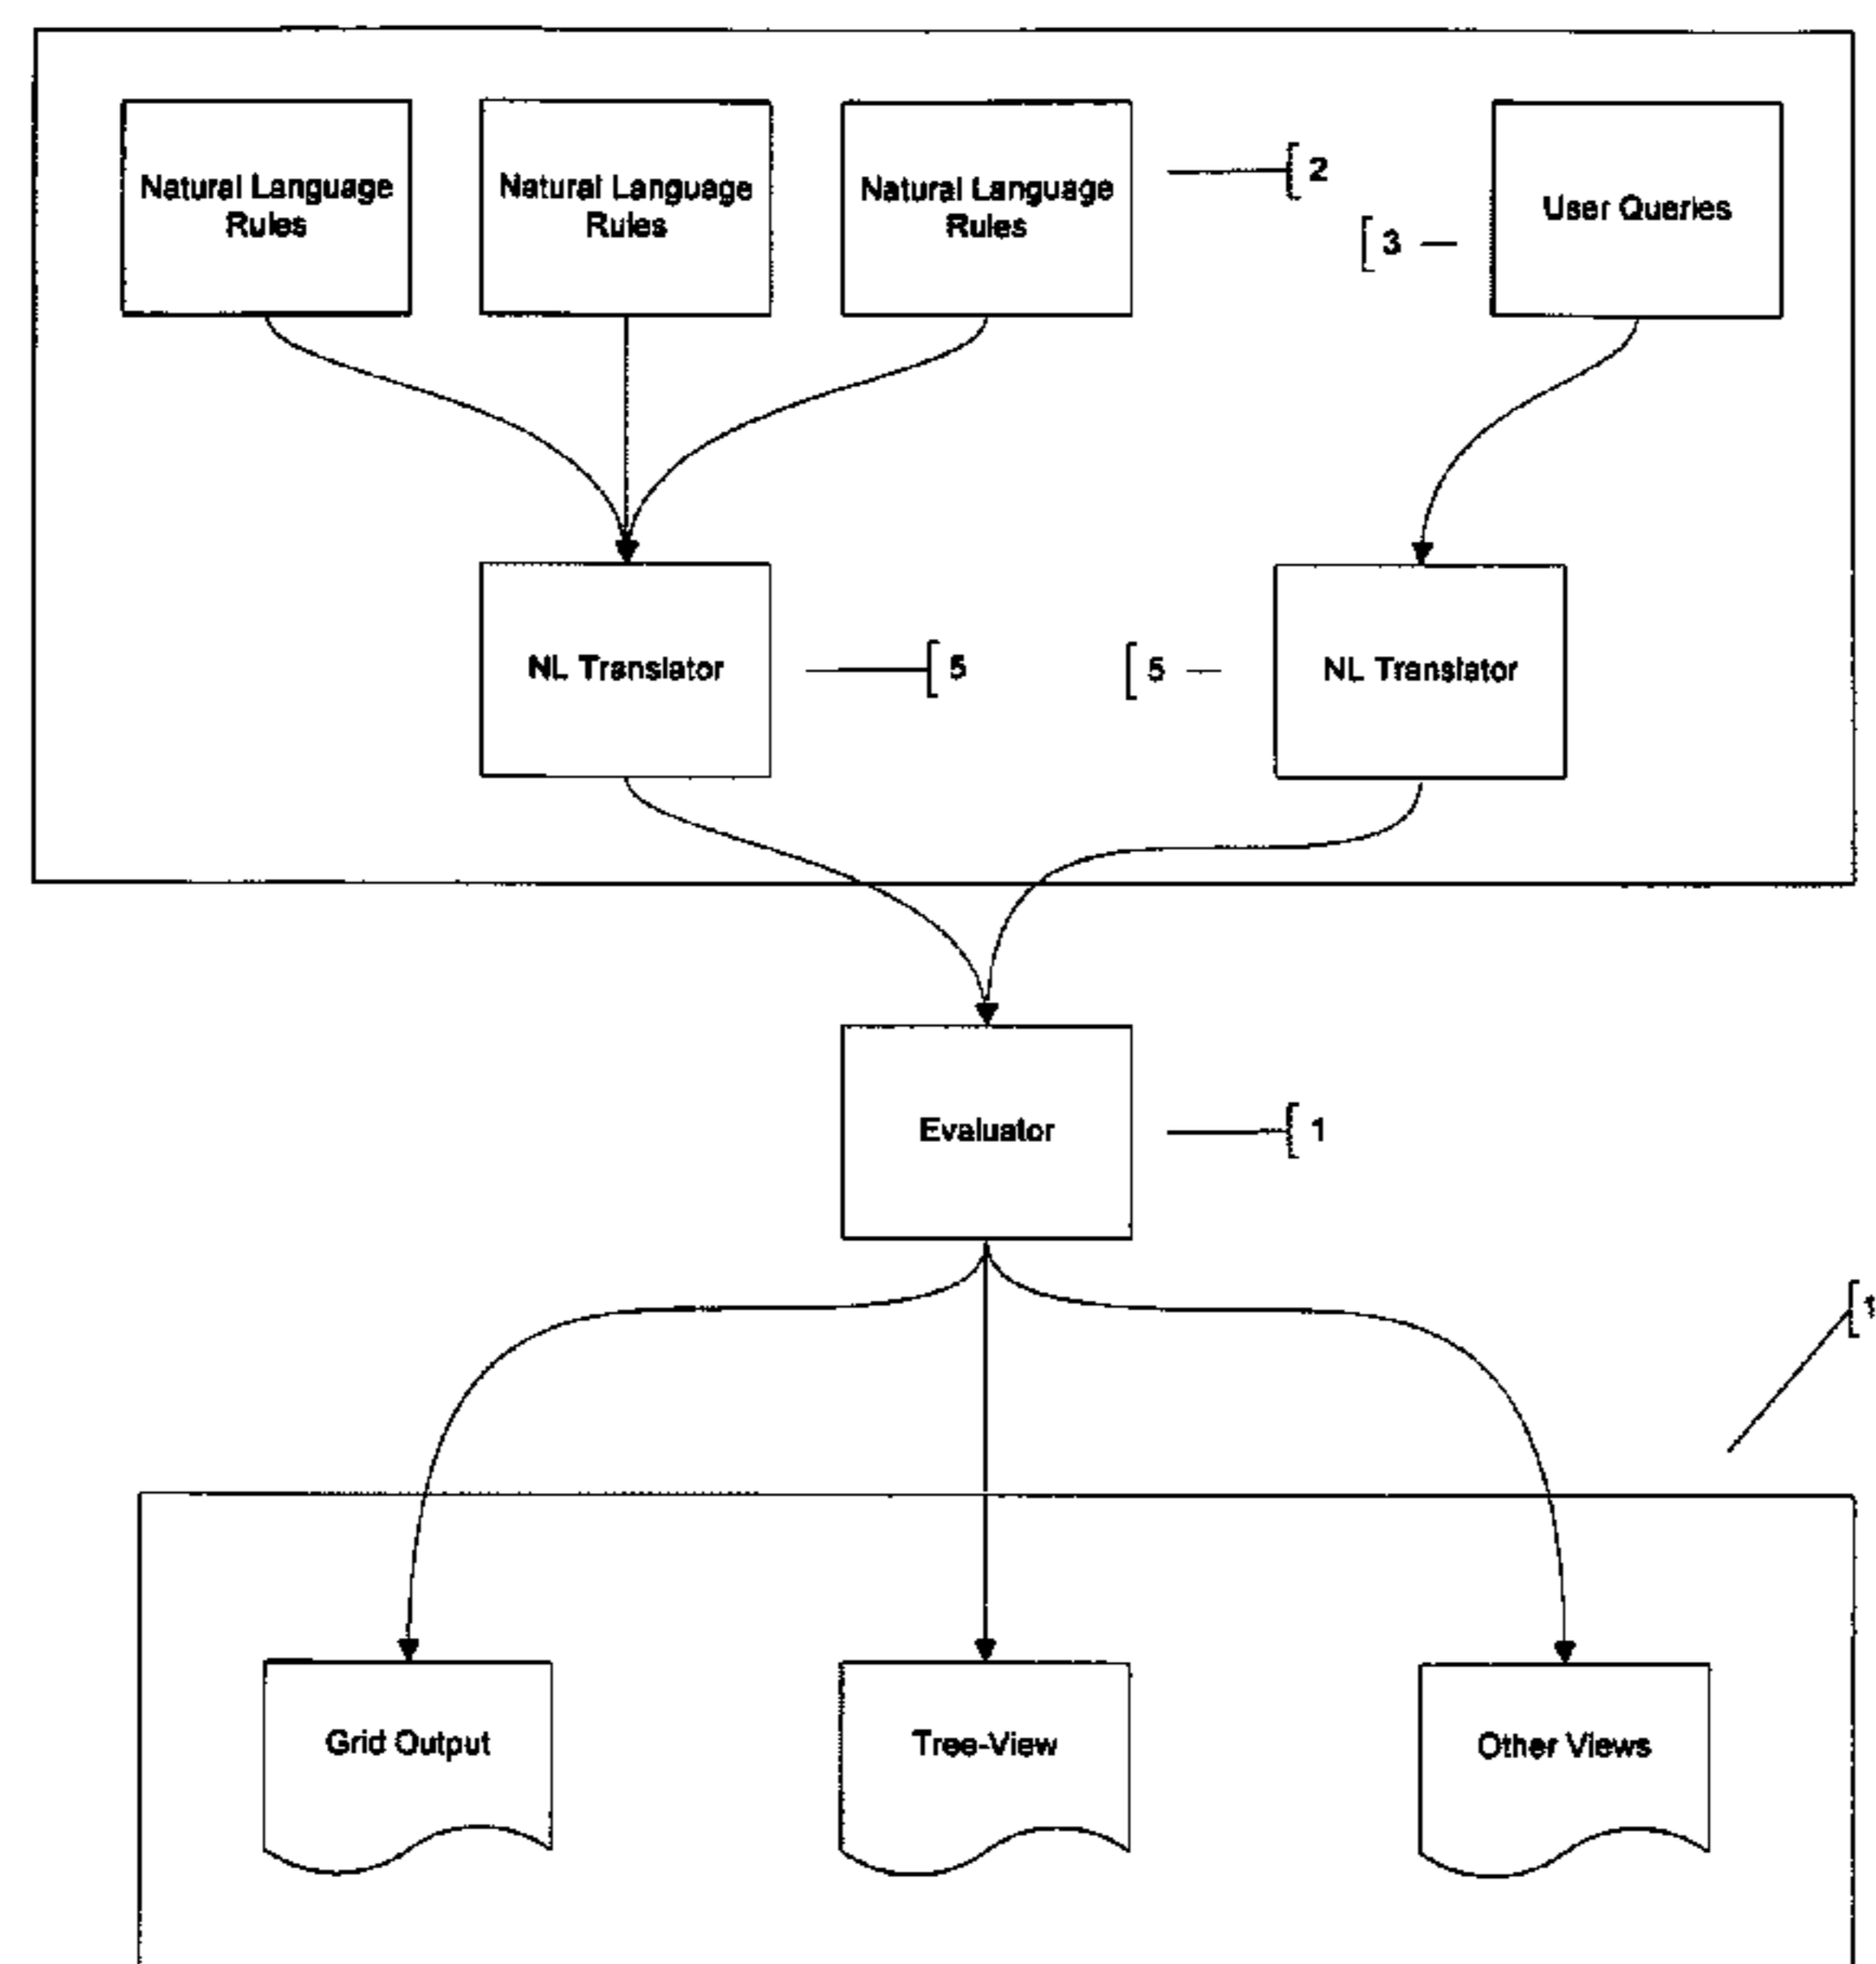 Natural Language
Rules
Natural Language
Rules
Natural Language
Rules
2
3
User Queries
NL Translator
5
5
NL Translator
Evaluator
1
Grid Output
Tree-View
Other Views